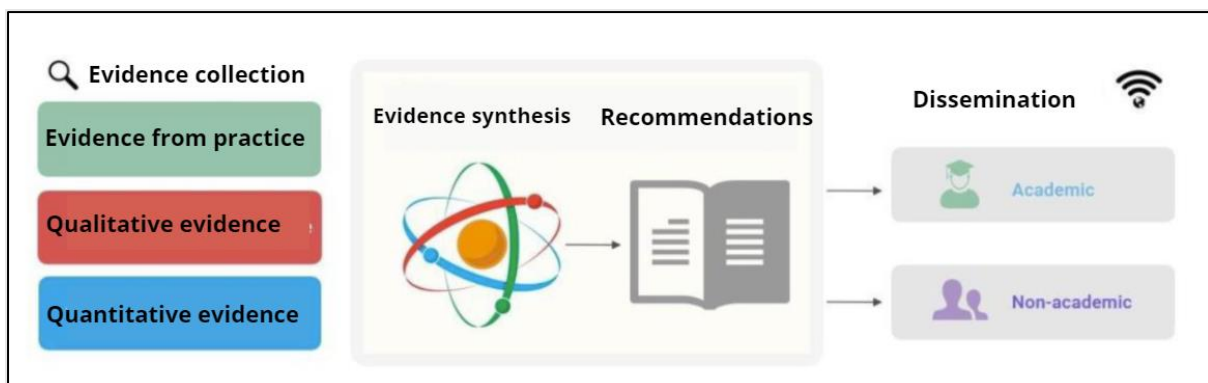 Evidence collection
Evidence from practice
Qualitative evidence
Quantitative evidence
Evidence synthesis
Recommendations
Dissemination
Academic
Non-academic